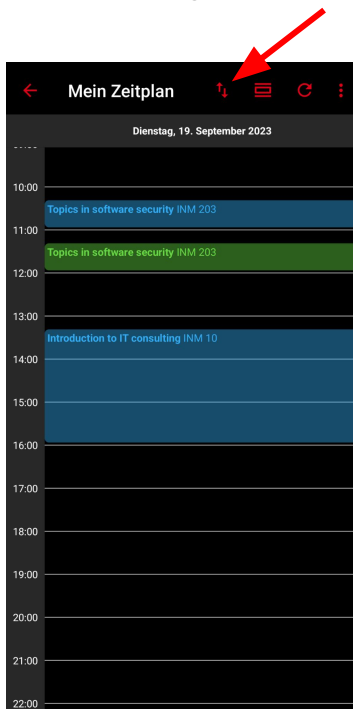 Mein Zeitplan
Dienstag, 19. September 2023
10:00
Topics in software security INM 203
11:00
Topics in software security INM 203
12:00
13:00
Introduction to IT consulting INM 10
14:00
15:00
16:00
17:00
18:00
19:00
20:00
21:00
22:00